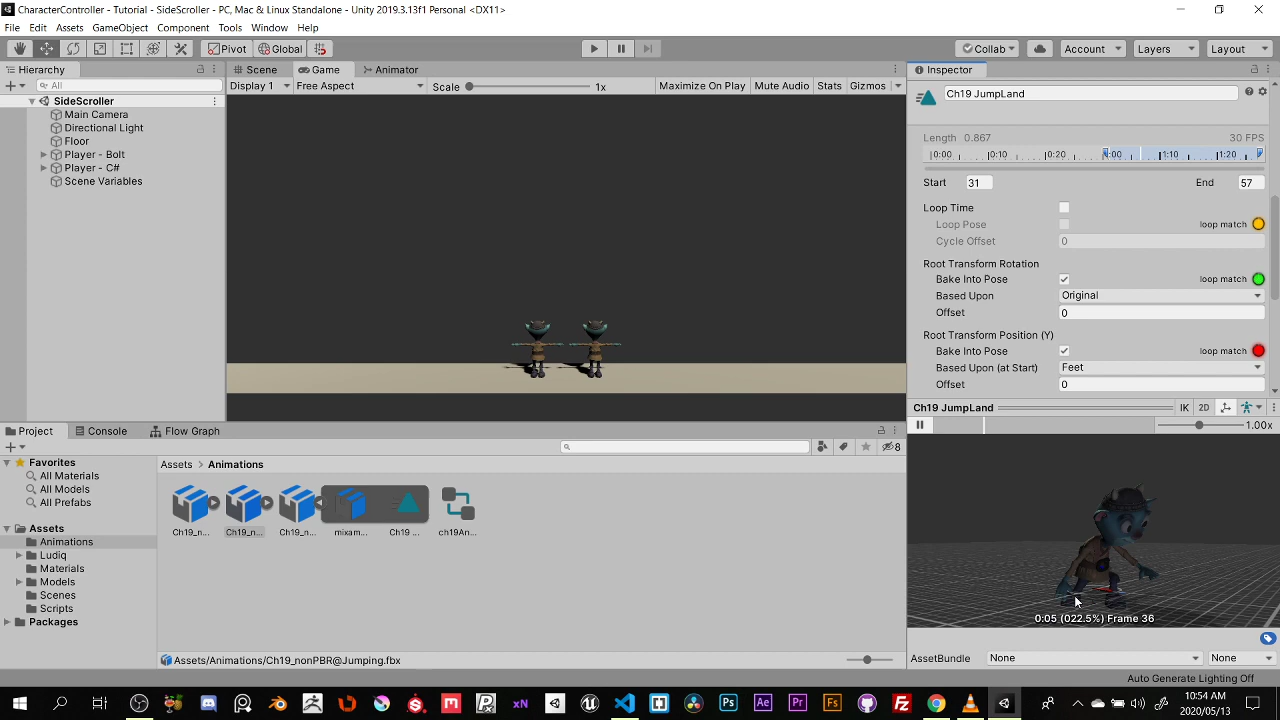 CharacterController - Tutorial - SideScroller - PC, Mac & Linux Standalone - Unity 2019.3.13f1 Personal <DX11>
File Edit Assets GameObject Component Tools Window Help
Pivot Global Collab Account Layers Layout
Hierarchy
All
SideScroller
Main Camera
Directional Light
Floor
Player - Bolt
Player - C#
Scene Variables
Scene Game Animator
Display 1 Free Aspect Scale 1x Maximize On Play Mute Audio Stats Gizmos
Inspector
Ch19 JumpLand
Length 0.867 30 FPS
0:00 0:10 0:20 :00 1:10 1:20
Start 31 End 57
Loop Time
Loop Pose loop match
Cycle Offset 0
Root Transform Rotation
Bake Into Pose loop match
Based Upon Original
Offset 0
Root Transform Position (Y)
Bake Into Pose loop match
Based Upon (at Start) Feet
Offset 0
Ch19 JumpLand IK 2D
1.00x
0:05 (022.5%) Frame 36
AssetBundle None None
Auto Generate Lighting Off
Project Console Flow Graph
8
Favorites
All Materials
All Models
All Prefabs
Assets
Animations
Ludiq
Materials
Models
Scenes
Scripts
Packages
Assets > Animations
Ch19_n... Ch19_n... Ch19_n... mixam... Ch19 ... ch19An...
Assets/Animations/Ch19_nonPBR@Jumping.fbx
xN Ps Ae Pr Fs
10:54 AM
2020/05/13